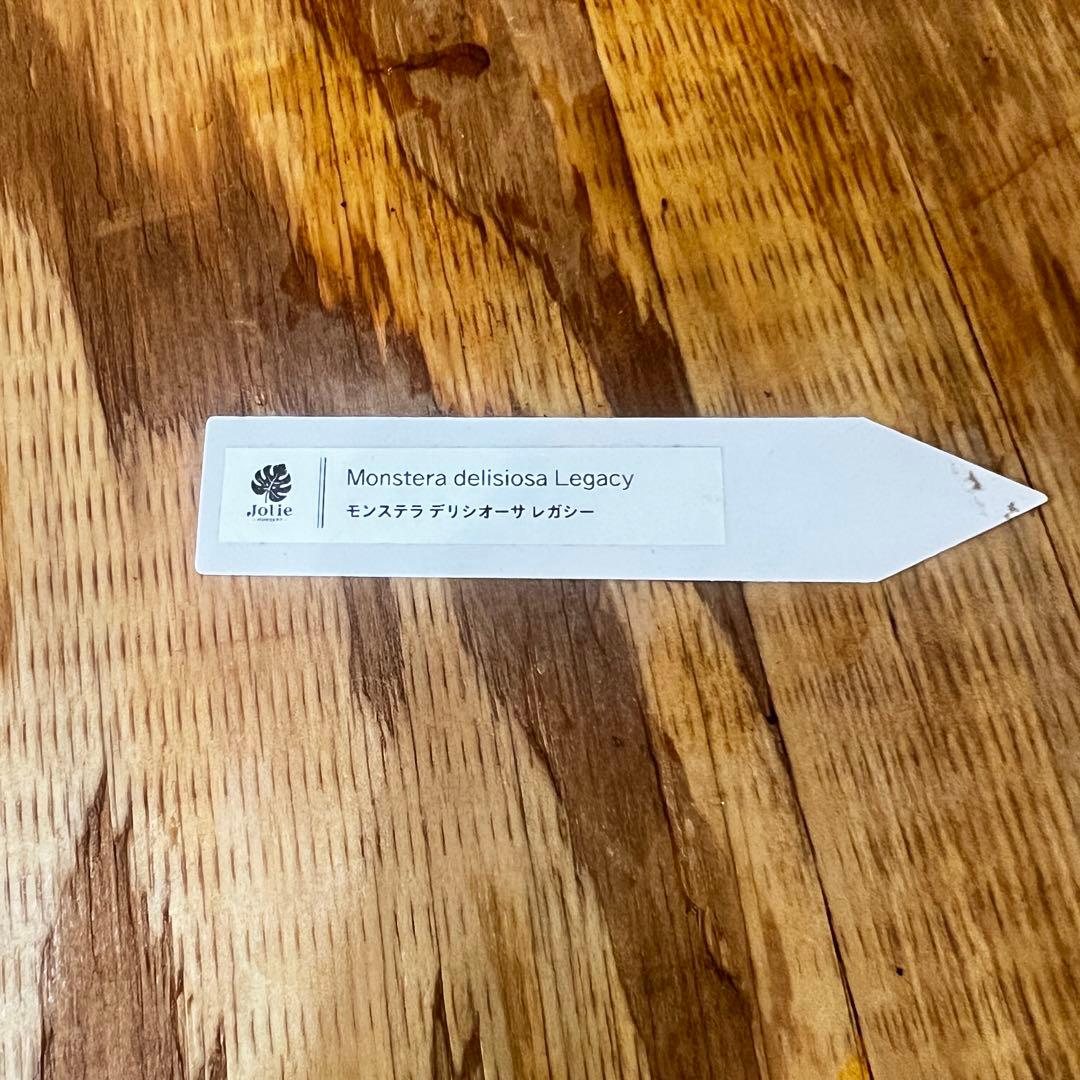 Jolie
Monstera delisiosa Legacy
モンステラ デリシオーサ レガシー